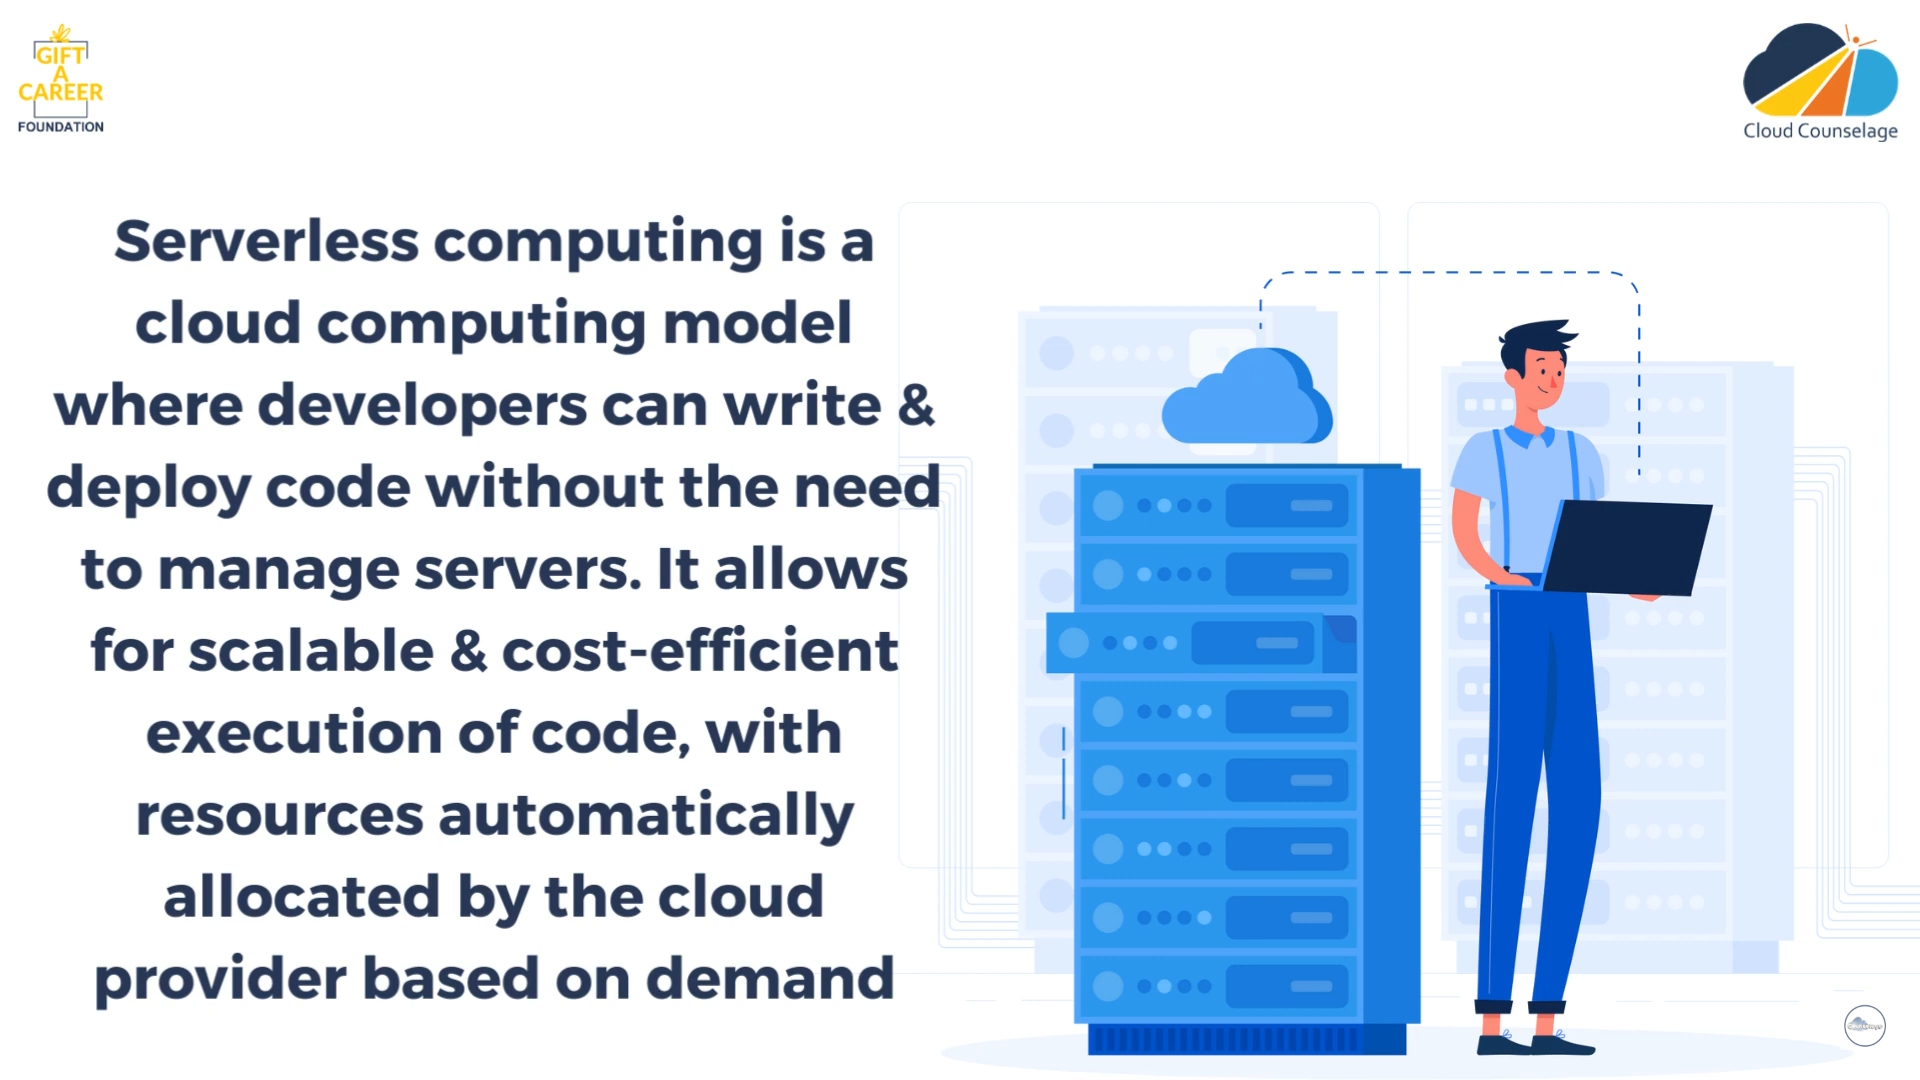 GIFT
A
CAREER
FOUNDATION
Cloud Counselage
Serverless computing is a
cloud computing model
where developers can write &
deploy code without the need
to manage servers. It allows
for scalable & cost-efficient
execution of code, with
resources automatically
allocated by the cloud
provider based on demand